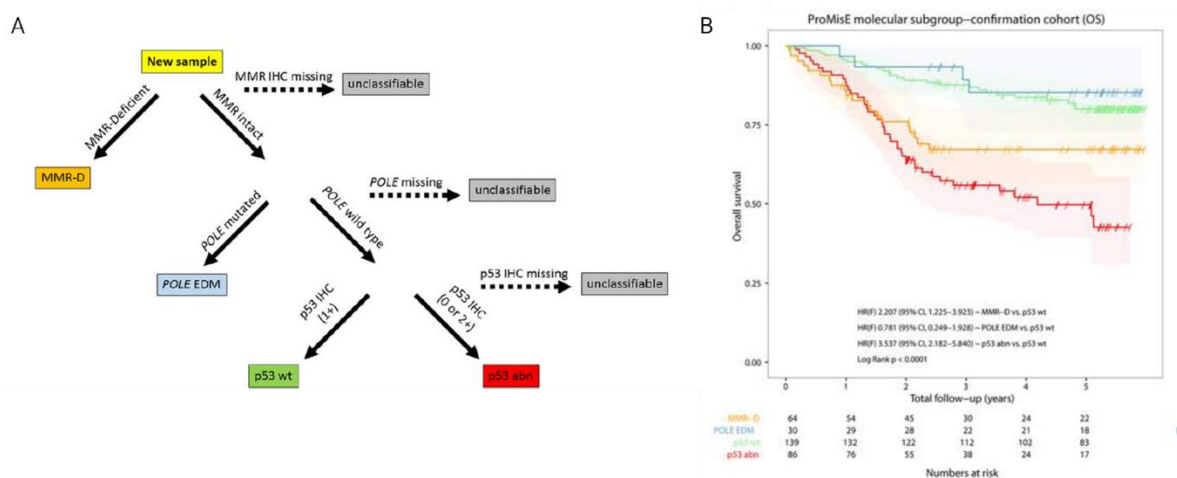 A
New sample
MMR IHC missing
unclassifiable
MMR-Deficient
MMR Intact
MMR-D
POLE missing
unclassifiable
POLE mutated
POLE wild type
POLE EDM
p53 IHC missing
unclassifiable
p53 IHC
(1+)
p53 IHC
(0 or 2+)
p53 wt
p53 abn
B
ProMisE molecular subgroup–confirmation cohort (OS)
Overall survival
1.00
0.75
0.50
0.25
0.00
HR(F) 2.207 (95% CI, 1.225–3.923) ~ MMR–D vs. p53 wt
HR(F) 0.781 (95% CI, 0.249–1.928) ~ POLE EDM vs. p53 wt
HR(F) 3.537 (95% CI, 2.182–5.840) ~ p53 abn vs. p53 wt
Log Rank p < 0.0001
0 1 2 3 4 5
Total follow–up (years)
MMR–D 64 54 45 30 24 22
POLE EDM 30 29 28 22 21 18
p53 wt 139 132 122 112 102 83
p53 abn 86 76 55 38 24 17
Numbers at risk